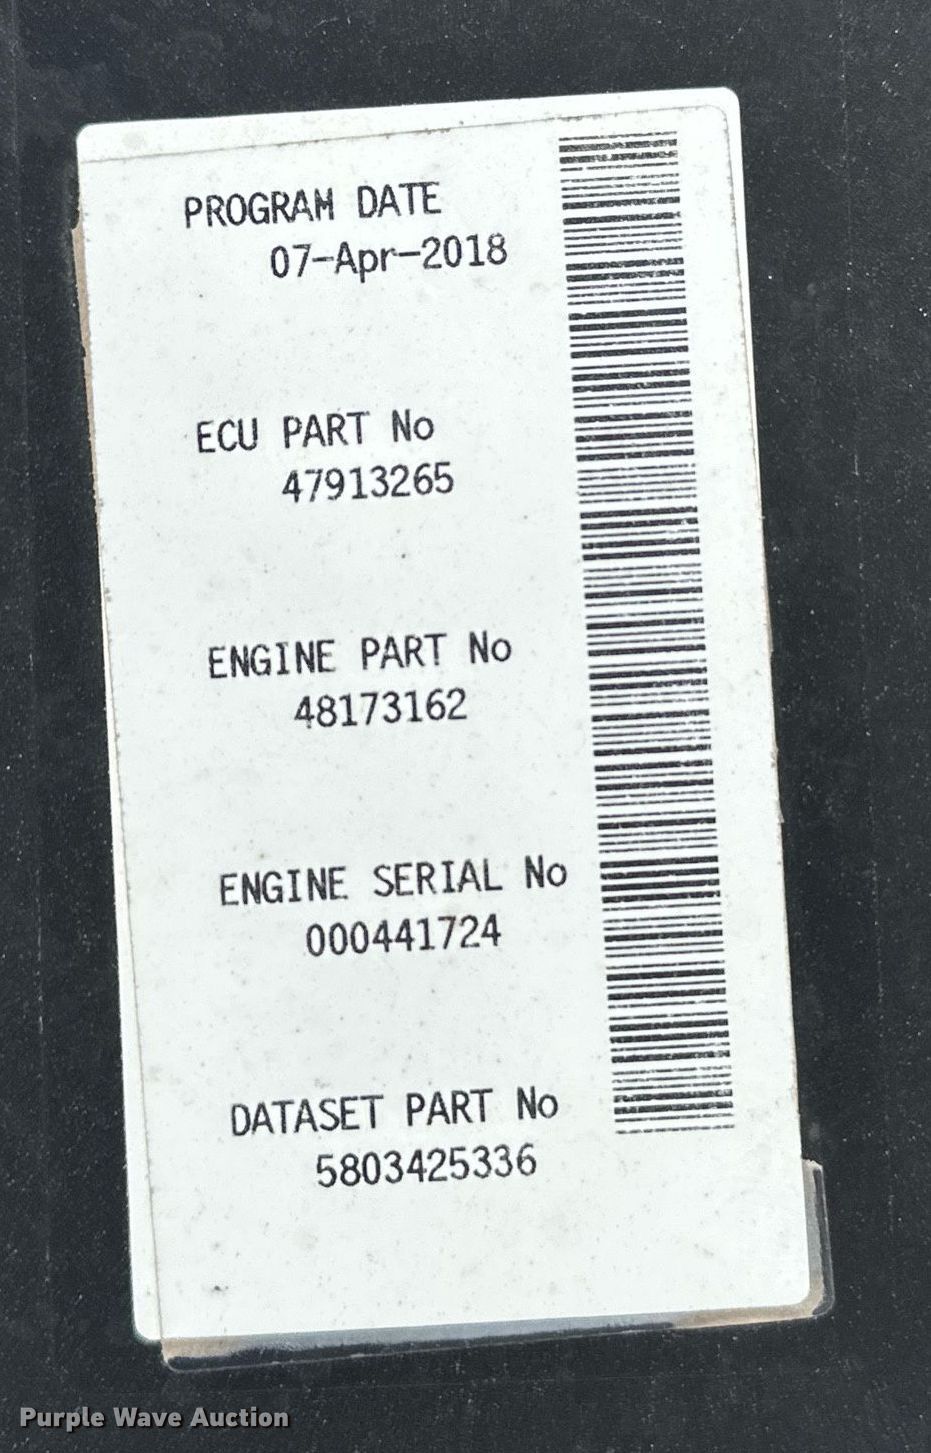 PROGRAM DATE
07-Apr-2018
ECU PART No
47913265
ENGINE PART No
48173162
ENGINE SERIAL No
000441724
DATASET PART No
5803425336
Purple Wave Auction